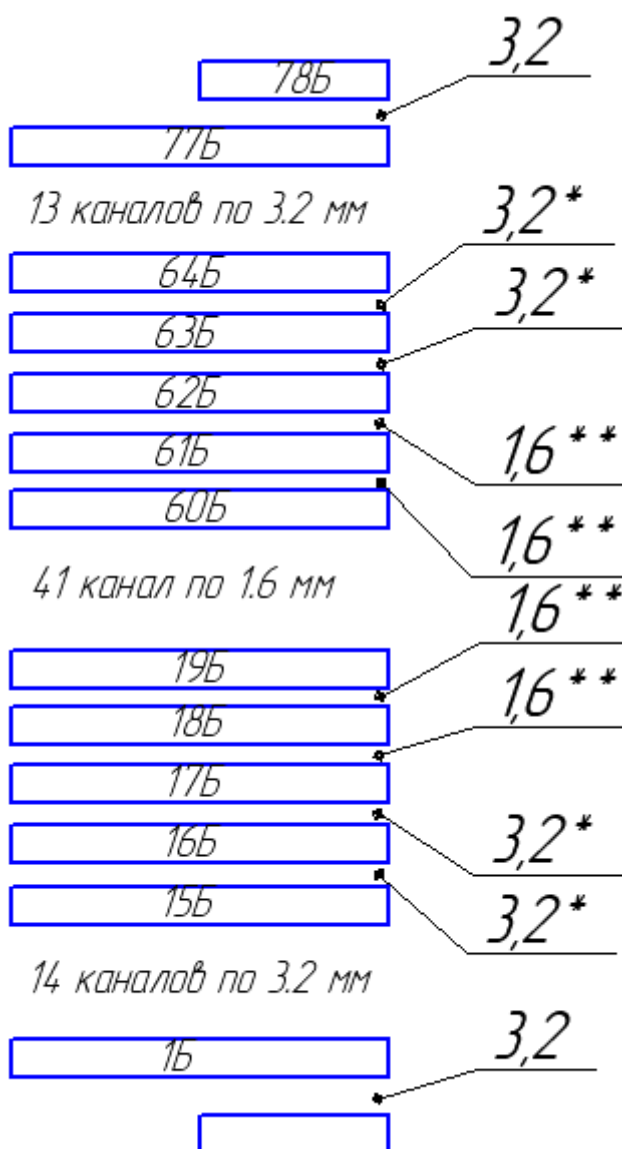 3,2
78Б
77Б
13 каналов по 3.2 мм
3,2*
64Б
3,2*
63Б
62Б
1,6**
61Б
60Б
1,6**
41 канал по 1.6 мм
1,6**
19Б
1,6**
18Б
17Б
3,2*
16Б
15Б
3,2*
14 каналов по 3.2 мм
3,2
1Б